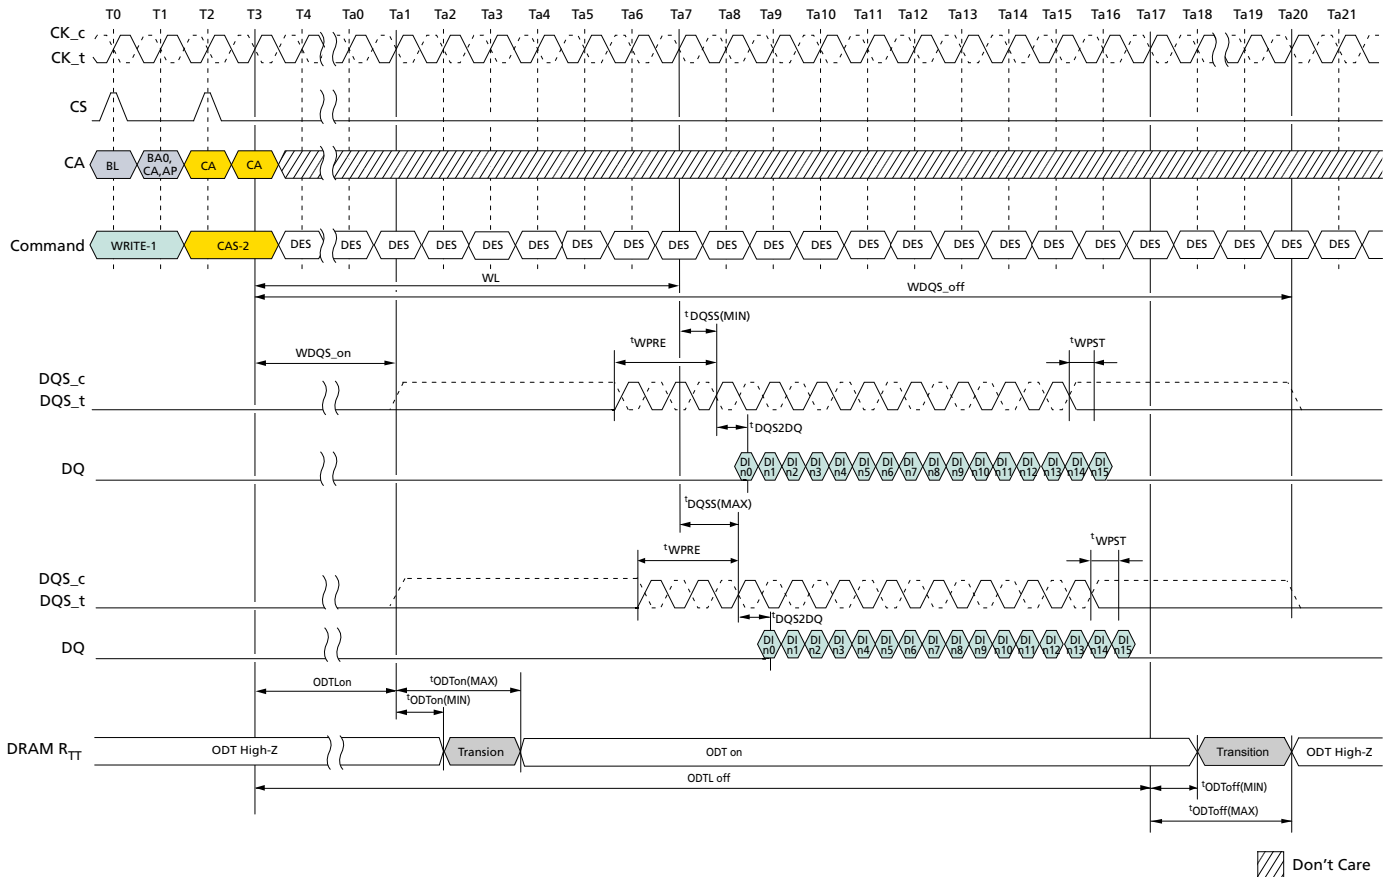 T0 T1 T2 T3 T4 Ta0 Ta1 Ta2 Ta3 Ta4 Ta5 Ta6 Ta7 Ta8 Ta9 Ta10 Ta11 Ta12 Ta13 Ta14 Ta15 Ta16 Ta17 Ta18 Ta19 Ta20 Ta21
CK_c
CK_t
CS
CA BL BA0, CA, AP CA CA
Command WRITE-1 CAS-2 DES DES DES DES DES DES DES DES DES DES DES DES DES DES DES DES DES DES DES DES DES DES DES
WL
WDQS_off
tDQSS(MIN)
tWPRE tWPST
WDQS_on
DQS_c
DQS_t
tDQS2DQ
DQ DI n0 DI n1 DI n2 DI n3 DI n4 DI n5 DI n6 DI n7 DI n8 DI n9 DI n10 DI n11 DI n12 DI n13 DI n14 DI n15
tDQSS(MAX)
tWPRE tWPST
DQS_c
DQS_t
tDQS2DQ
DQ DI n0 DI n1 DI n2 DI n3 DI n4 DI n5 DI n6 DI n7 DI n8 DI n9 DI n10 DI n11 DI n12 DI n13 DI n14 DI n15
ODTLon tODTon(MAX)
tODTon(MIN)
DRAM RTT ODT High-Z Transion ODT on Transition ODT High-Z
ODTL off tODToff(MIN)
tODToff(MAX)
Don't Care